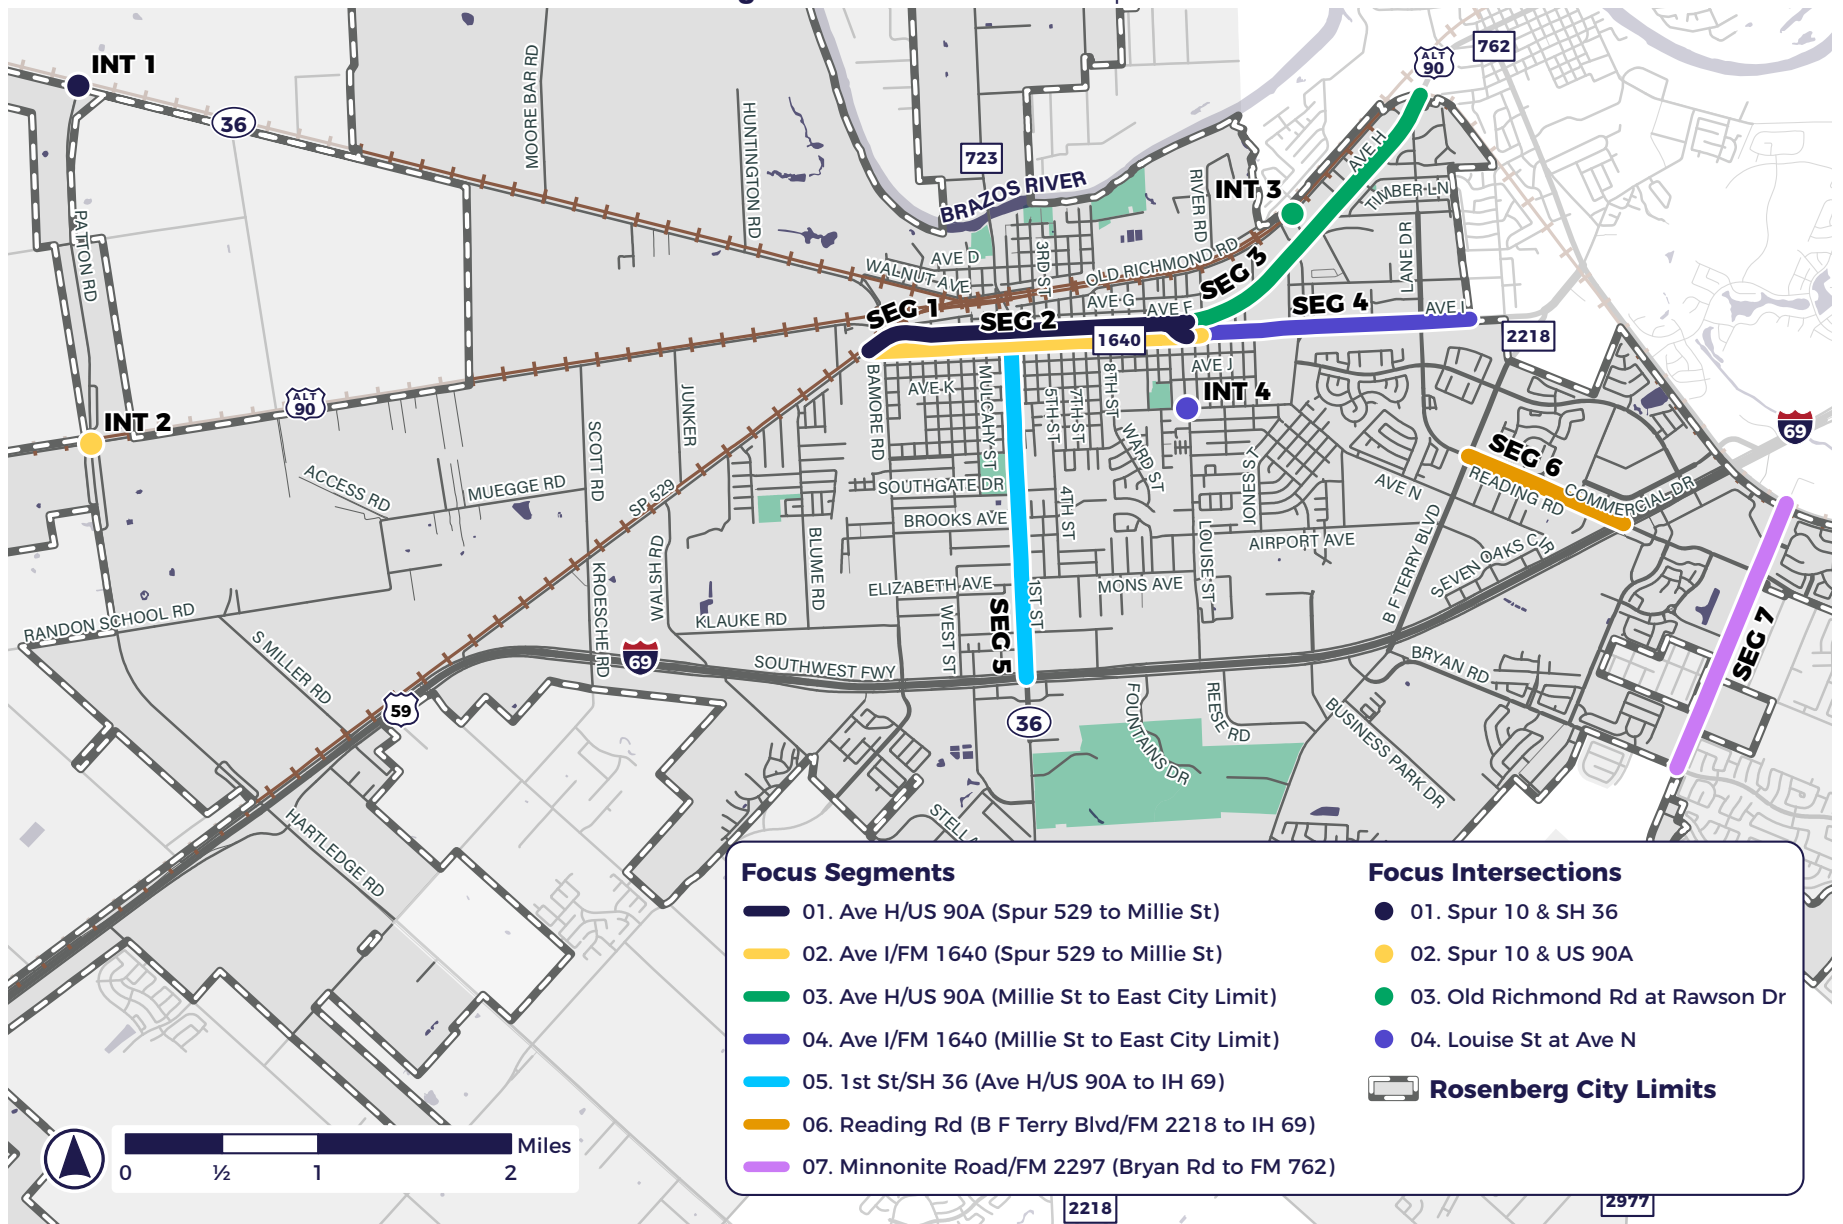 INT 1
36
MOORE BAR RD
HUNTINGTON RD
723
BRAZOS RIVER
ALT
90
762
INT 3
RIVER RD
AVE H
TIMBER LN
LANE DR
PATTON RD
AVE D
WALNUT AVE
3RD ST
OLD RICHMOND RD
AVE G
AVE F
SEG 1
SEG 2
SEG 3
SEG 4
AVE I
1640
2218
ALT
90
INT 2
BAMORE RD
AVE K
MULCAHY ST
5TH ST
7TH ST
8TH ST
AVE J
INT 4
WARD ST
JONES ST
69
SCOTT RD
JUNKER
SP 529
ACCESS RD
MUEGGE RD
SOUTHGATE DR
BROOKS AVE
4TH ST
LOUISE ST
AIRPORT AVE
AVE N
SEG 6
READING RD
COMMERCIAL DR
B F TERRY BLVD
SEVEN OAKS CIR
BLUME RD
WALSH RD
KROESCHE RD
ELIZABETH AVE
MONS AVE
1ST ST
WEST ST
SEG 5
SEG 7
RANDON SCHOOL RD
S MILLER RD
KLAUKE RD
69
SOUTHWEST FWY
59
36
FOUNTAINS DR
REESE RD
BUSINESS PARK DR
BRYAN RD
HARTLEDGE RD
Focus Segments
01. Ave H/US 90A (Spur 529 to Millie St)
02. Ave I/FM 1640 (Spur 529 to Millie St)
03. Ave H/US 90A (Millie St to East City Limit)
04. Ave I/FM 1640 (Millie St to East City Limit)
05. 1st St/SH 36 (Ave H/US 90A to IH 69)
06. Reading Rd (B F Terry Blvd/FM 2218 to IH 69)
07. Minnonite Road/FM 2297 (Bryan Rd to FM 762)
Focus Intersections
01. Spur 10 & SH 36
02. Spur 10 & US 90A
03. Old Richmond Rd at Rawson Dr
04. Louise St at Ave N
Rosenberg City Limits
Miles
0 ½ 1 2
2218
2977